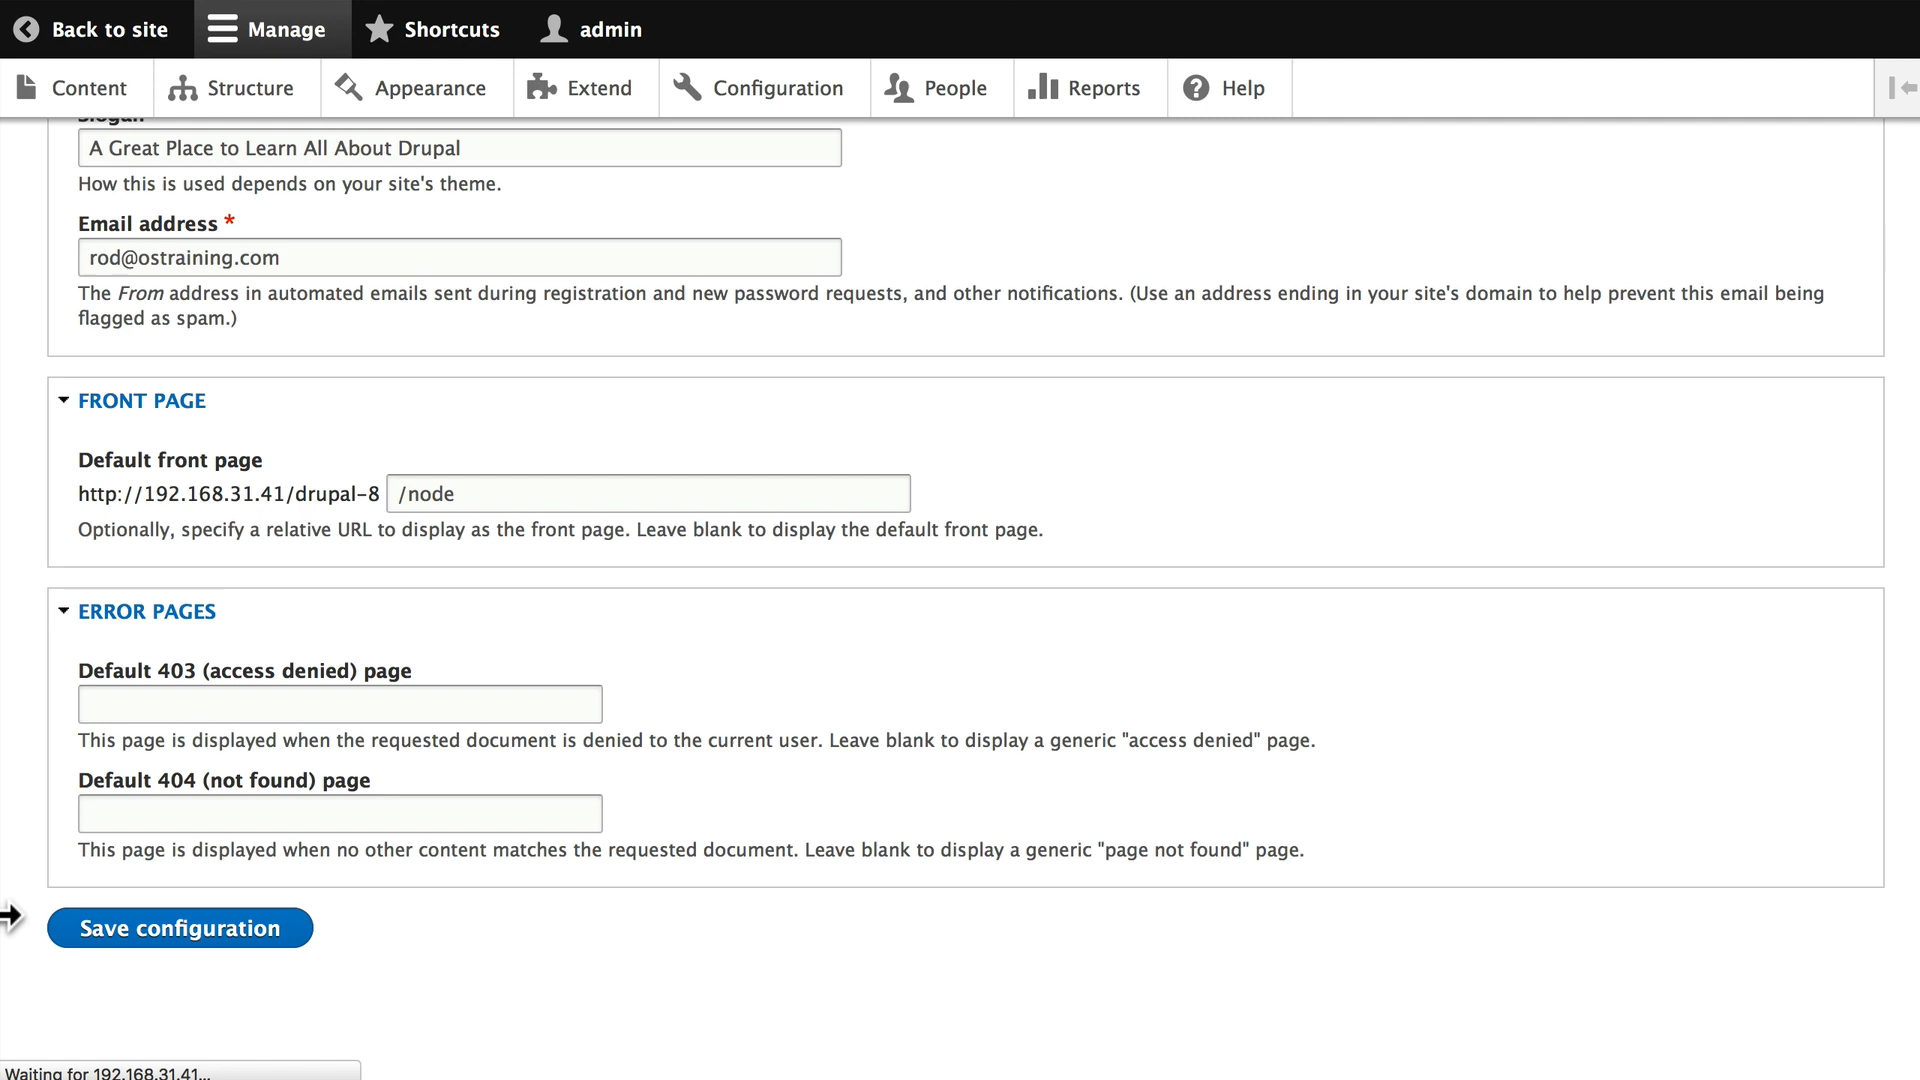 Back to site Manage Shortcuts admin
Content Structure Appearance Extend Configuration People Reports Help
Slogan
A Great Place to Learn All About Drupal
How this is used depends on your site's theme.
Email address *
rod@ostraining.com
The From address in automated emails sent during registration and new password requests, and other notifications. (Use an address ending in your site's domain to help prevent this email being
flagged as spam.)
FRONT PAGE
Default front page
http://192.168.31.41/drupal-8 /node
Optionally, specify a relative URL to display as the front page. Leave blank to display the default front page.
ERROR PAGES
Default 403 (access denied) page
This page is displayed when the requested document is denied to the current user. Leave blank to display a generic "access denied" page.
Default 404 (not found) page
This page is displayed when no other content matches the requested document. Leave blank to display a generic "page not found" page.
Save configuration
Waiting for 192.168.31.41...